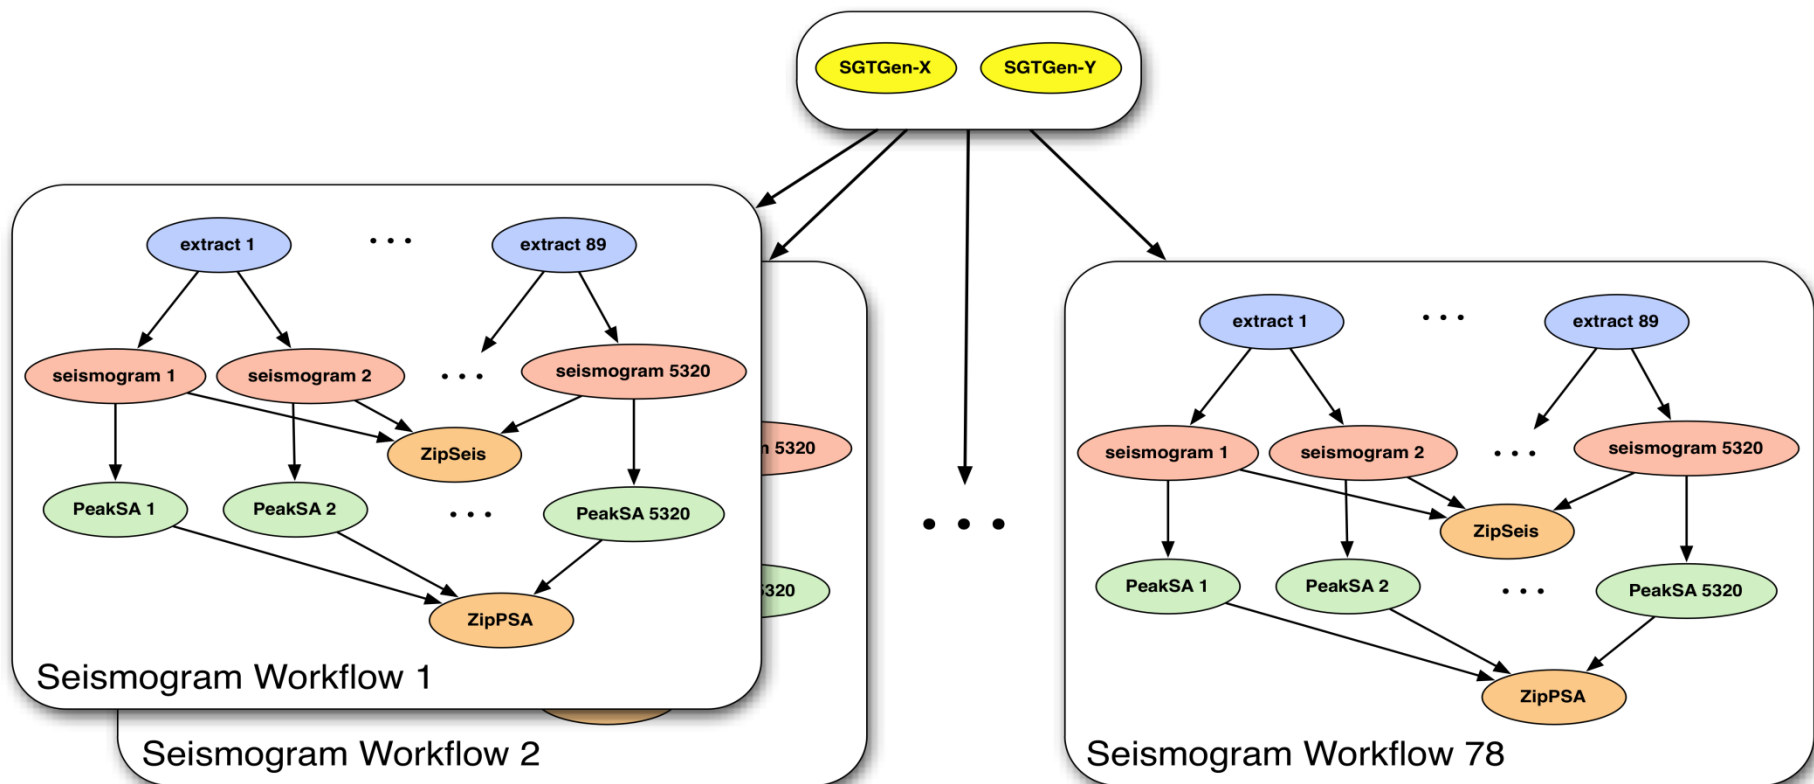 SGTGen-X SGTGen-Y
extract 1 ... extract 89
seismogram 1 seismogram 2 ... seismogram 5320
ZipSeis
PeakSA 1 PeakSA 2 ... PeakSA 5320
ZipPSA
Seismogram Workflow 1
5320
5320
Seismogram Workflow 2
...
extract 1 ... extract 89
seismogram 1 seismogram 2 ... seismogram 5320
ZipSeis
PeakSA 1 PeakSA 2 ... PeakSA 5320
ZipPSA
Seismogram Workflow 78